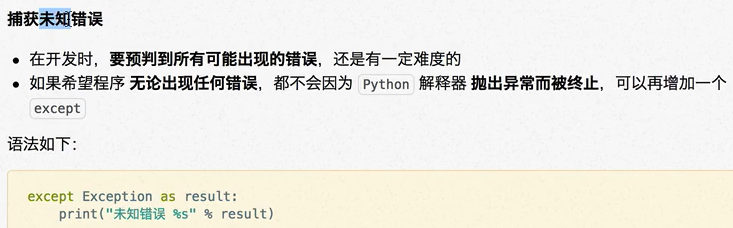 捕获未知错误
在开发时，要预判到所有可能出现的错误，还是有一定难度的
如果希望程序 无论出现任何错误，都不会因为 Python 解释器 抛出异常而被终止，可以再增加一个
except
语法如下：
except Exception as result:
    print("未知错误 %s" % result)